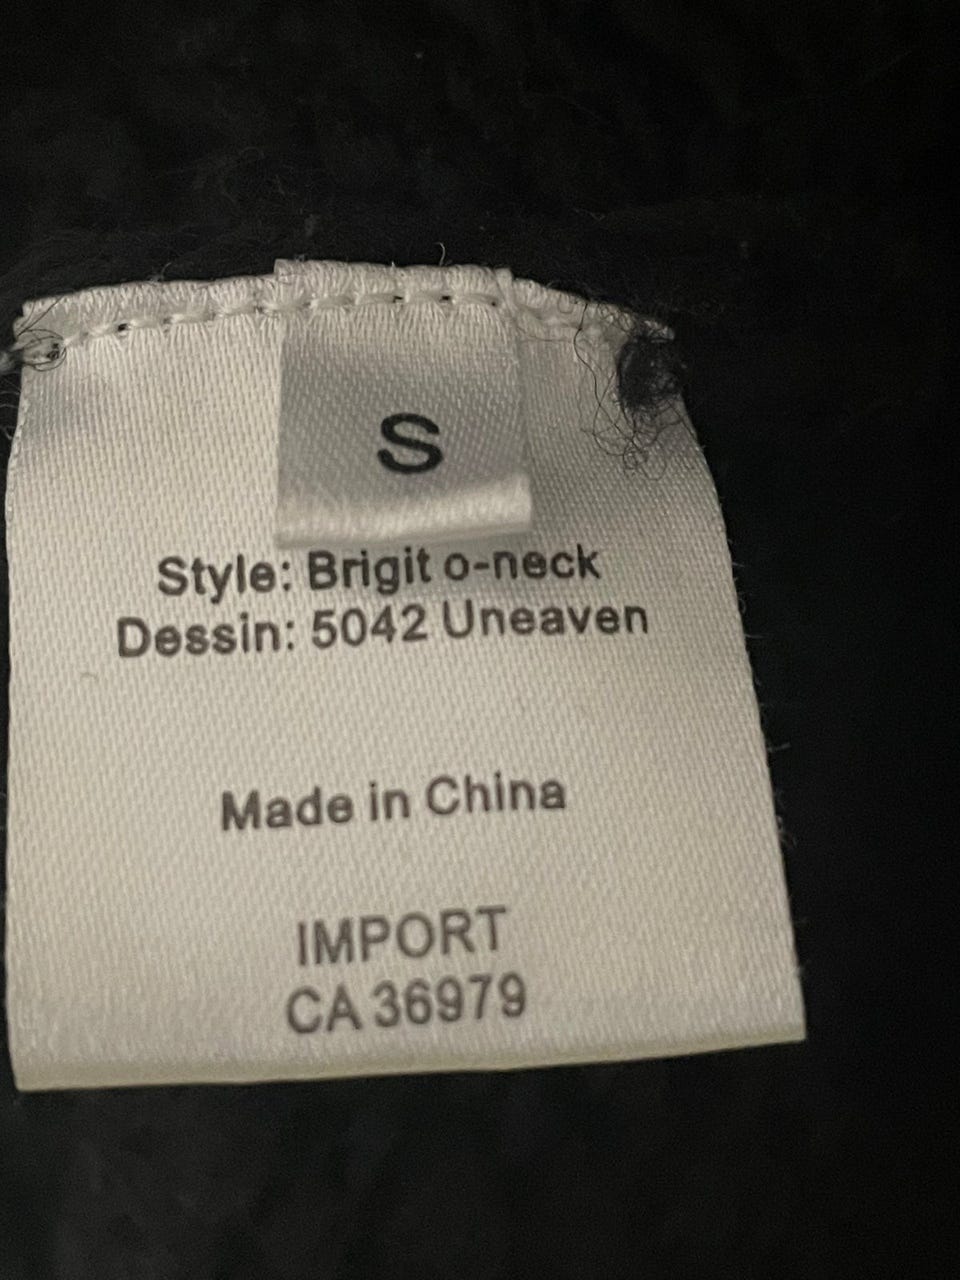 S
Style: Brigit o-neck
Dessin: 5042 Uneaven
Made in China
IMPORT
CA 36979